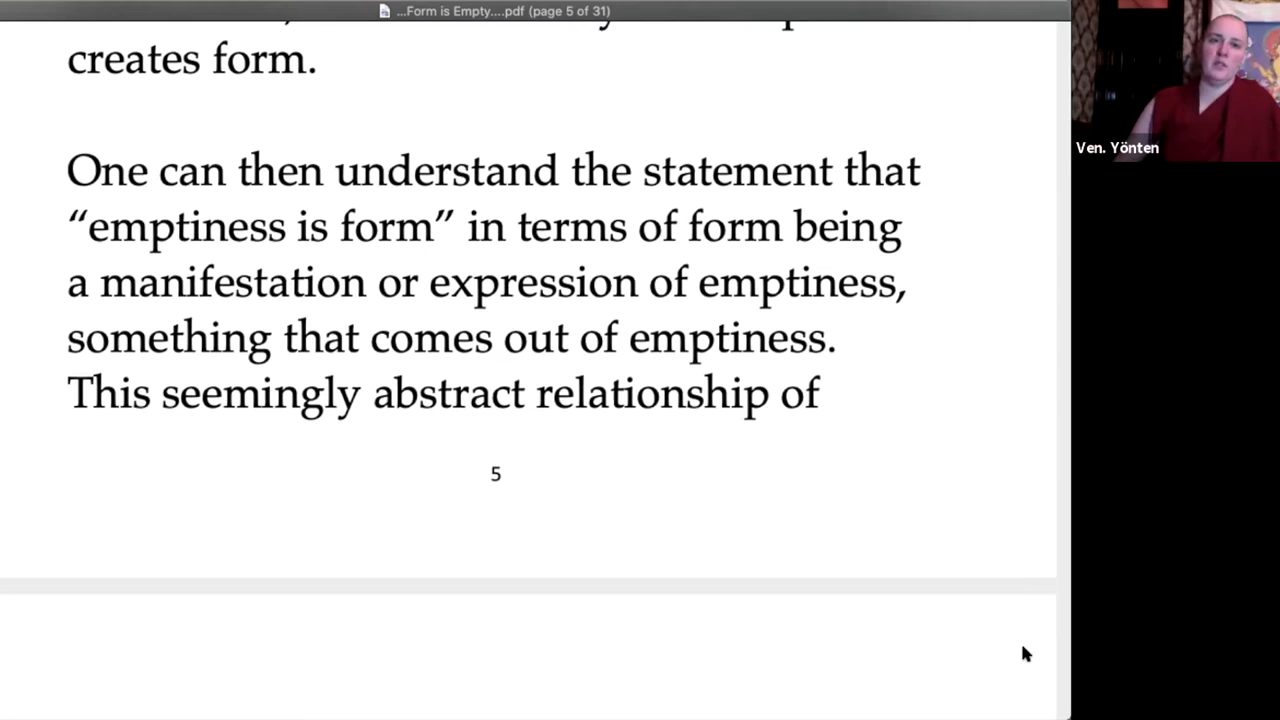 ...Form is Empty....pdf (page 5 of 31)
creates form.
One can then understand the statement that
“emptiness is form” in terms of form being
a manifestation or expression of emptiness,
something that comes out of emptiness.
This seemingly abstract relationship of
5
Ven. Yönten